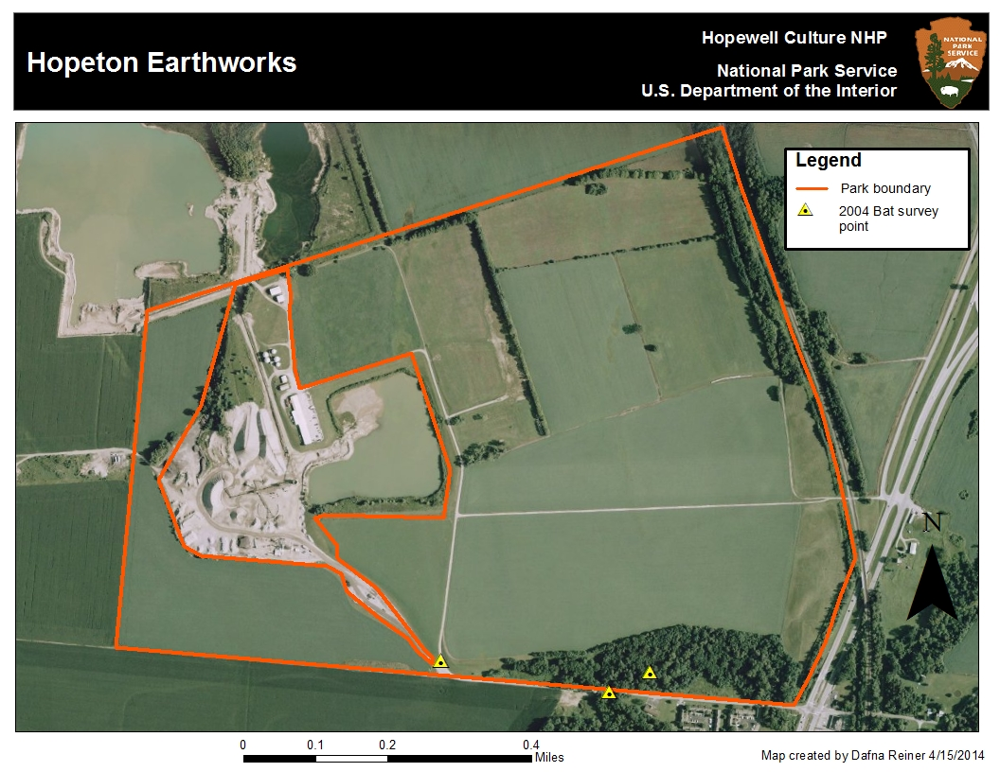 Hopeton Earthworks
Hopewell Culture NHP
National Park Service
U.S. Department of the Interior
NATIONAL
PARK
SERVICE
Legend
Park boundary
2004 Bat survey
point
N
0 0.1 0.2 0.4
Miles
Map created by Dafna Reiner 4/15/2014